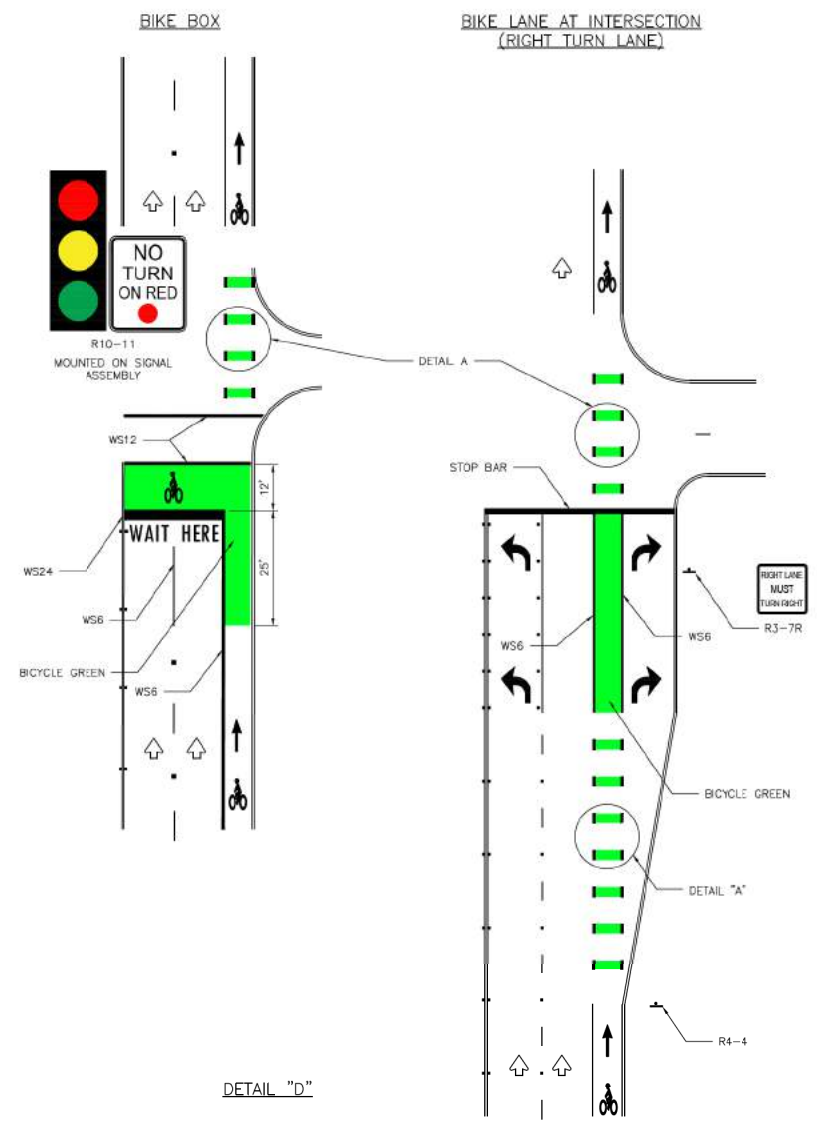 BIKE BOX
BIKE LANE AT INTERSECTION
(RIGHT TURN LANE)
NO
TURN
ON RED
R10-11
MOUNTED ON SIGNAL
ASSEMBLY
DETAIL A
WS12
STOP BAR
12'
WAIT HERE
WS24
25'
RIGHT LANE
MUST
TURN RIGHT
R3-7R
WS6
WS6
WS6
BICYCLE GREEN
WS6
BICYCLE GREEN
DETAIL "A"
R4-4
DETAIL "D"